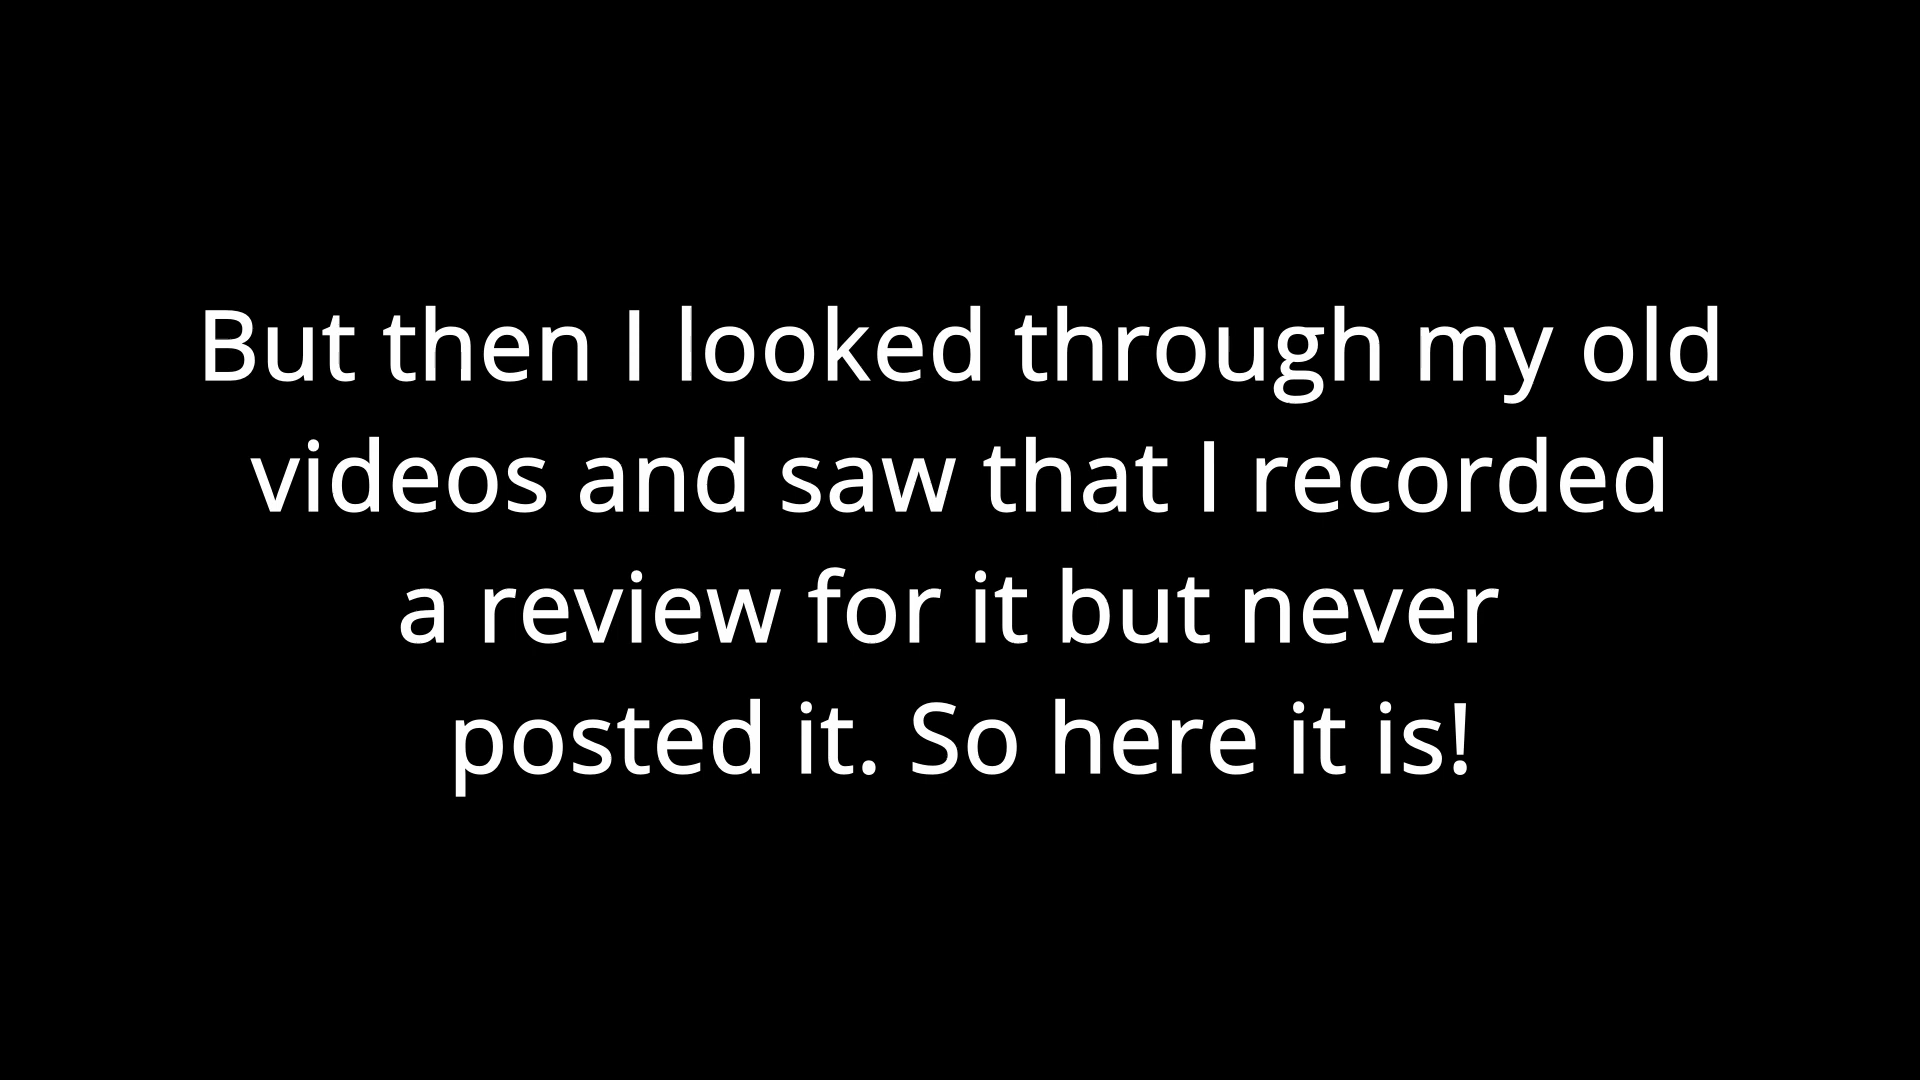 But then I looked through my old
videos and saw that I recorded
a review for it but never
posted it. So here it is!